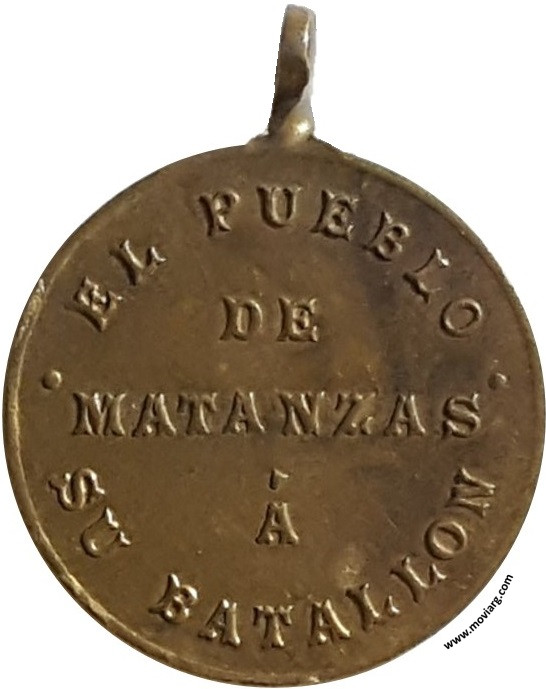 EL PUEBLO
DE
MATANZAS
Á
SU BATALLON
www.moviarg.com